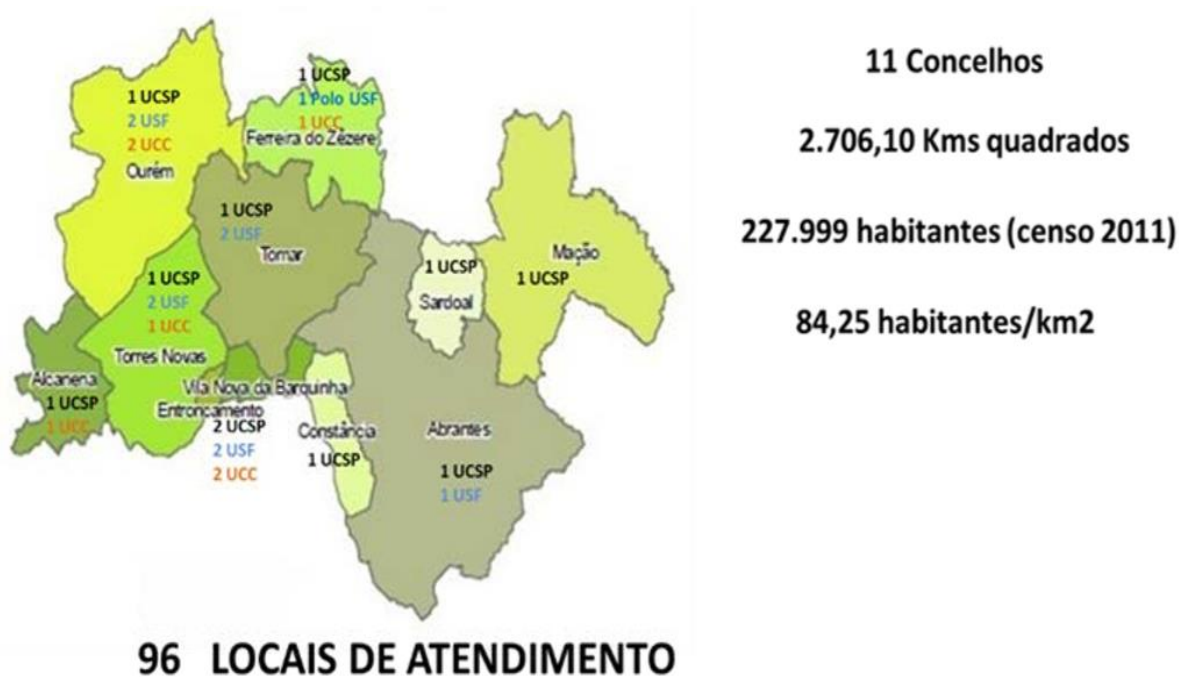 1 UCSP
2 USF
2 UCC
Ourém
1 UCSP
1 Polo USF
1 UCC
Ferreira do Zêzere
1 UCSP
2 USF
Tomar
1 UCSP
Sardoal
Mação
1 UCSP
1 UCSP
2 USF
1 UCC
Torres Novas
Alcanena
1 UCSP
1 UCC
Vila Nova da Barquinha
Entroncamento
2 UCSP
2 USF
2 UCC
Constância
1 UCSP
Abrantes
1 UCSP
1 USF
11 Concelhos
2.706,10 Kms quadrados
227.999 habitantes (censo 2011)
84,25 habitantes/km2
96 LOCAIS DE ATENDIMENTO